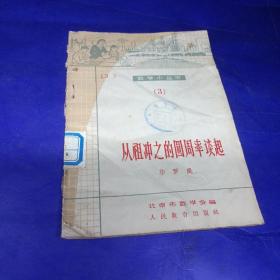 数学小丛书
(3)
从祖冲之的圆周率谈起
华罗庚
北京市数学会编
人民教育出版社